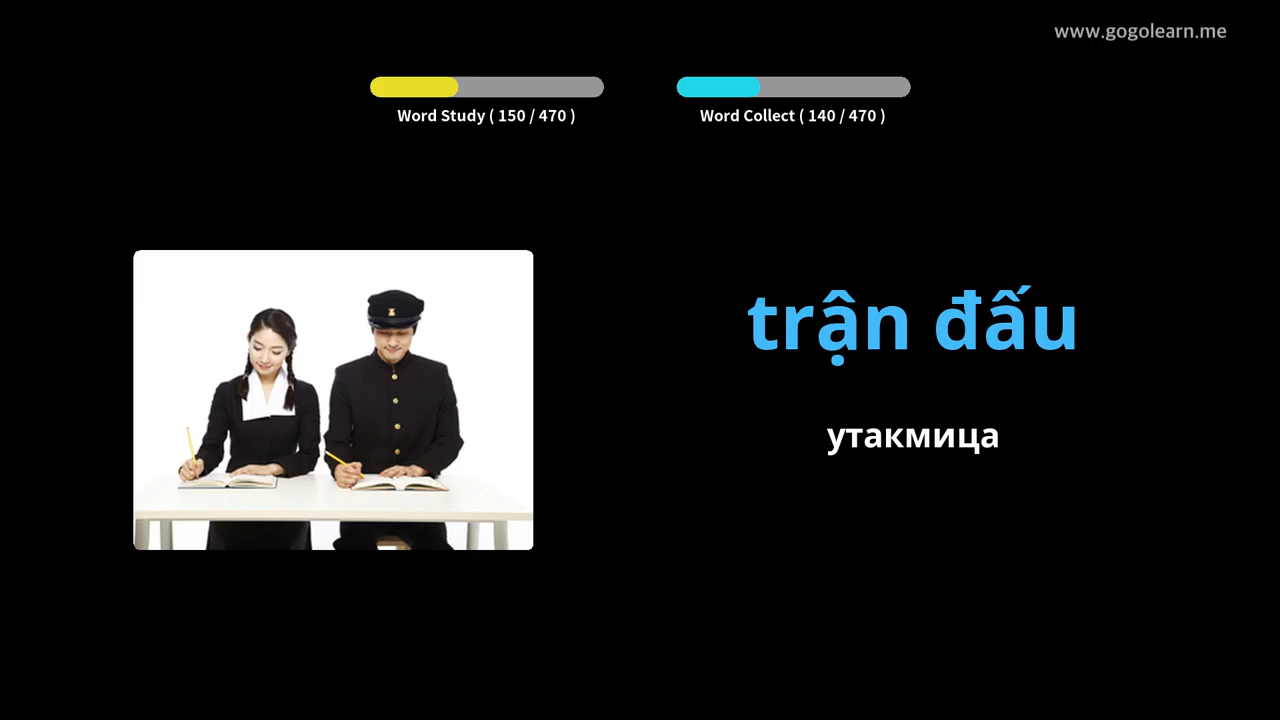 www.gogolearn.me
Word Study ( 150 / 470 )
Word Collect ( 140 / 470 )
trận đấu
утакмица